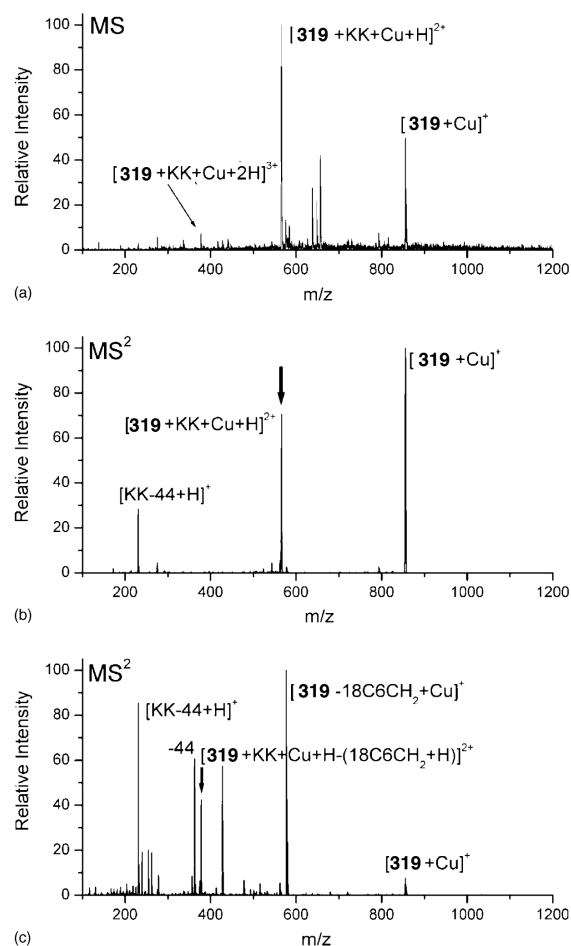 MS
[319 +KK+Cu+H]2+
[319 +Cu]+
[319 +KK+Cu+2H]3+
Relative Intensity
100
80
60
40
20
0
200 400 600 800 1000 1200
m/z
(a)
MS2
[319 +Cu]+
[319 +KK+Cu+H]2+
[KK-44+H]+
Relative Intensity
100
80
60
40
20
0
200 400 600 800 1000 1200
m/z
(b)
MS2
[319 -18C6CH2+Cu]+
[KK-44+H]+
-44
[319 +KK+Cu+H-(18C6CH2+H)]2+
[319 +Cu]+
Relative Intensity
100
80
60
40
20
0
200 400 600 800 1000 1200
m/z
(c)